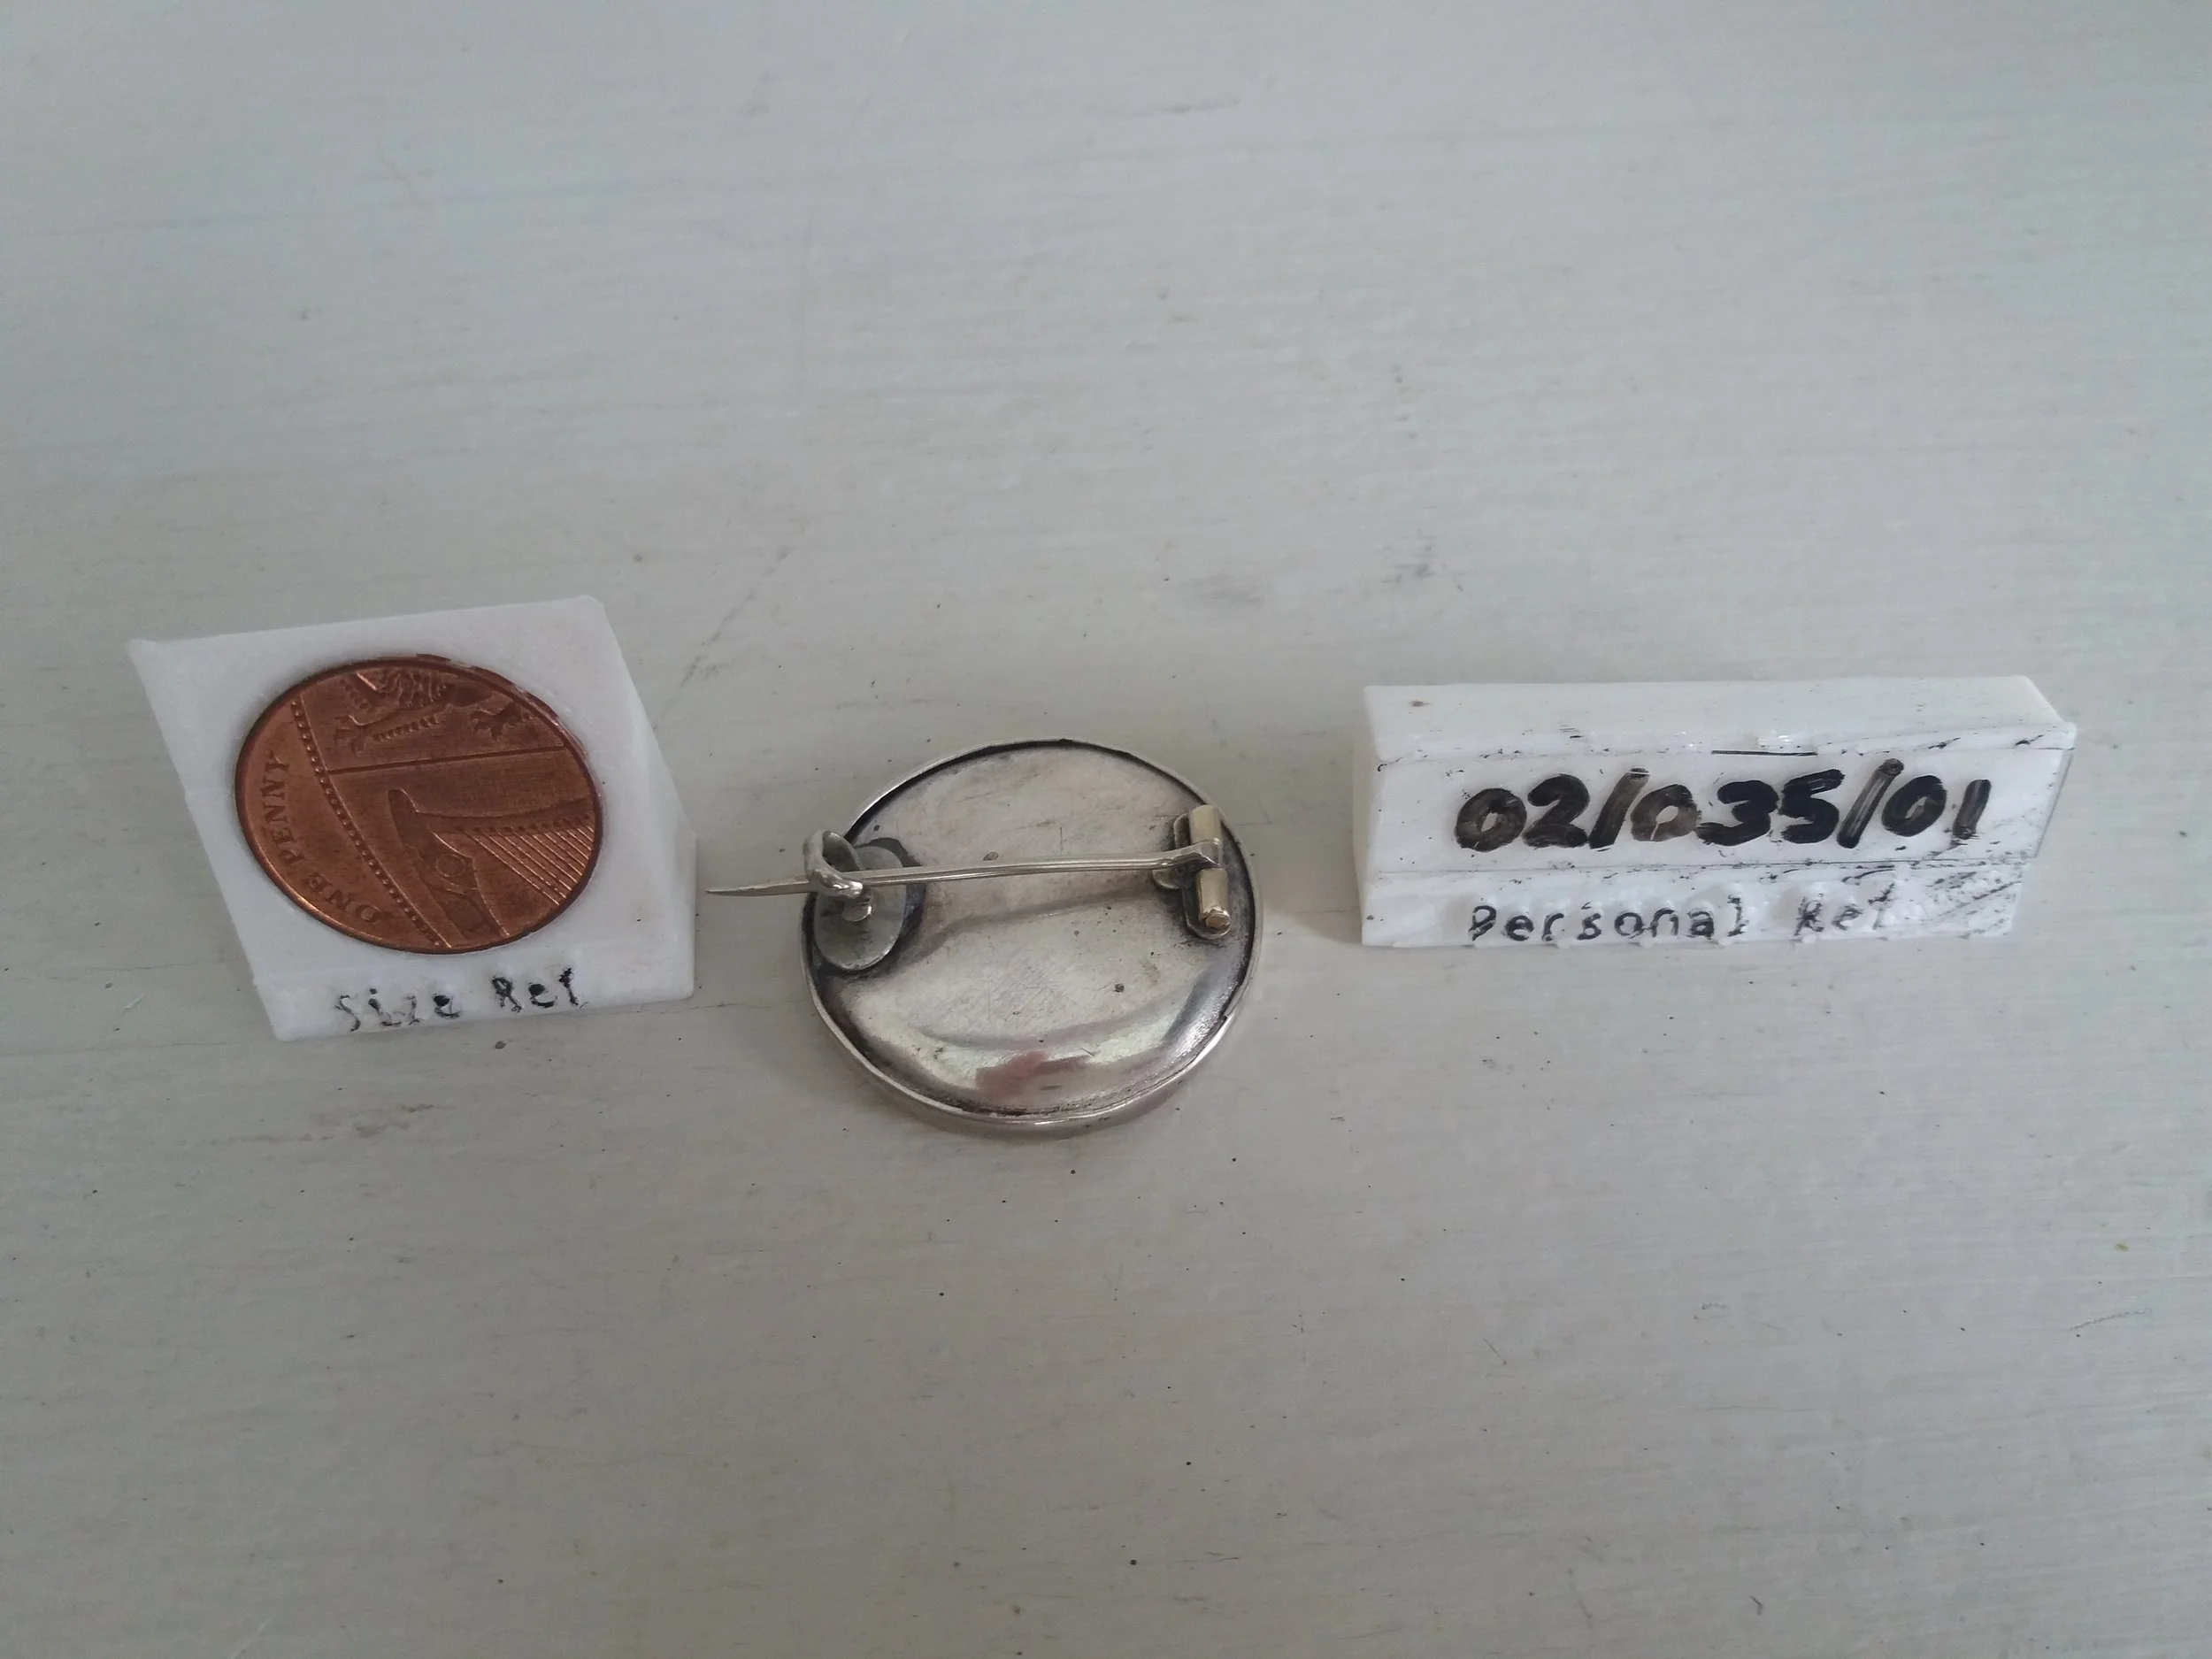 ONE PENNY
Size Ref
02/035/01
Personal Ref